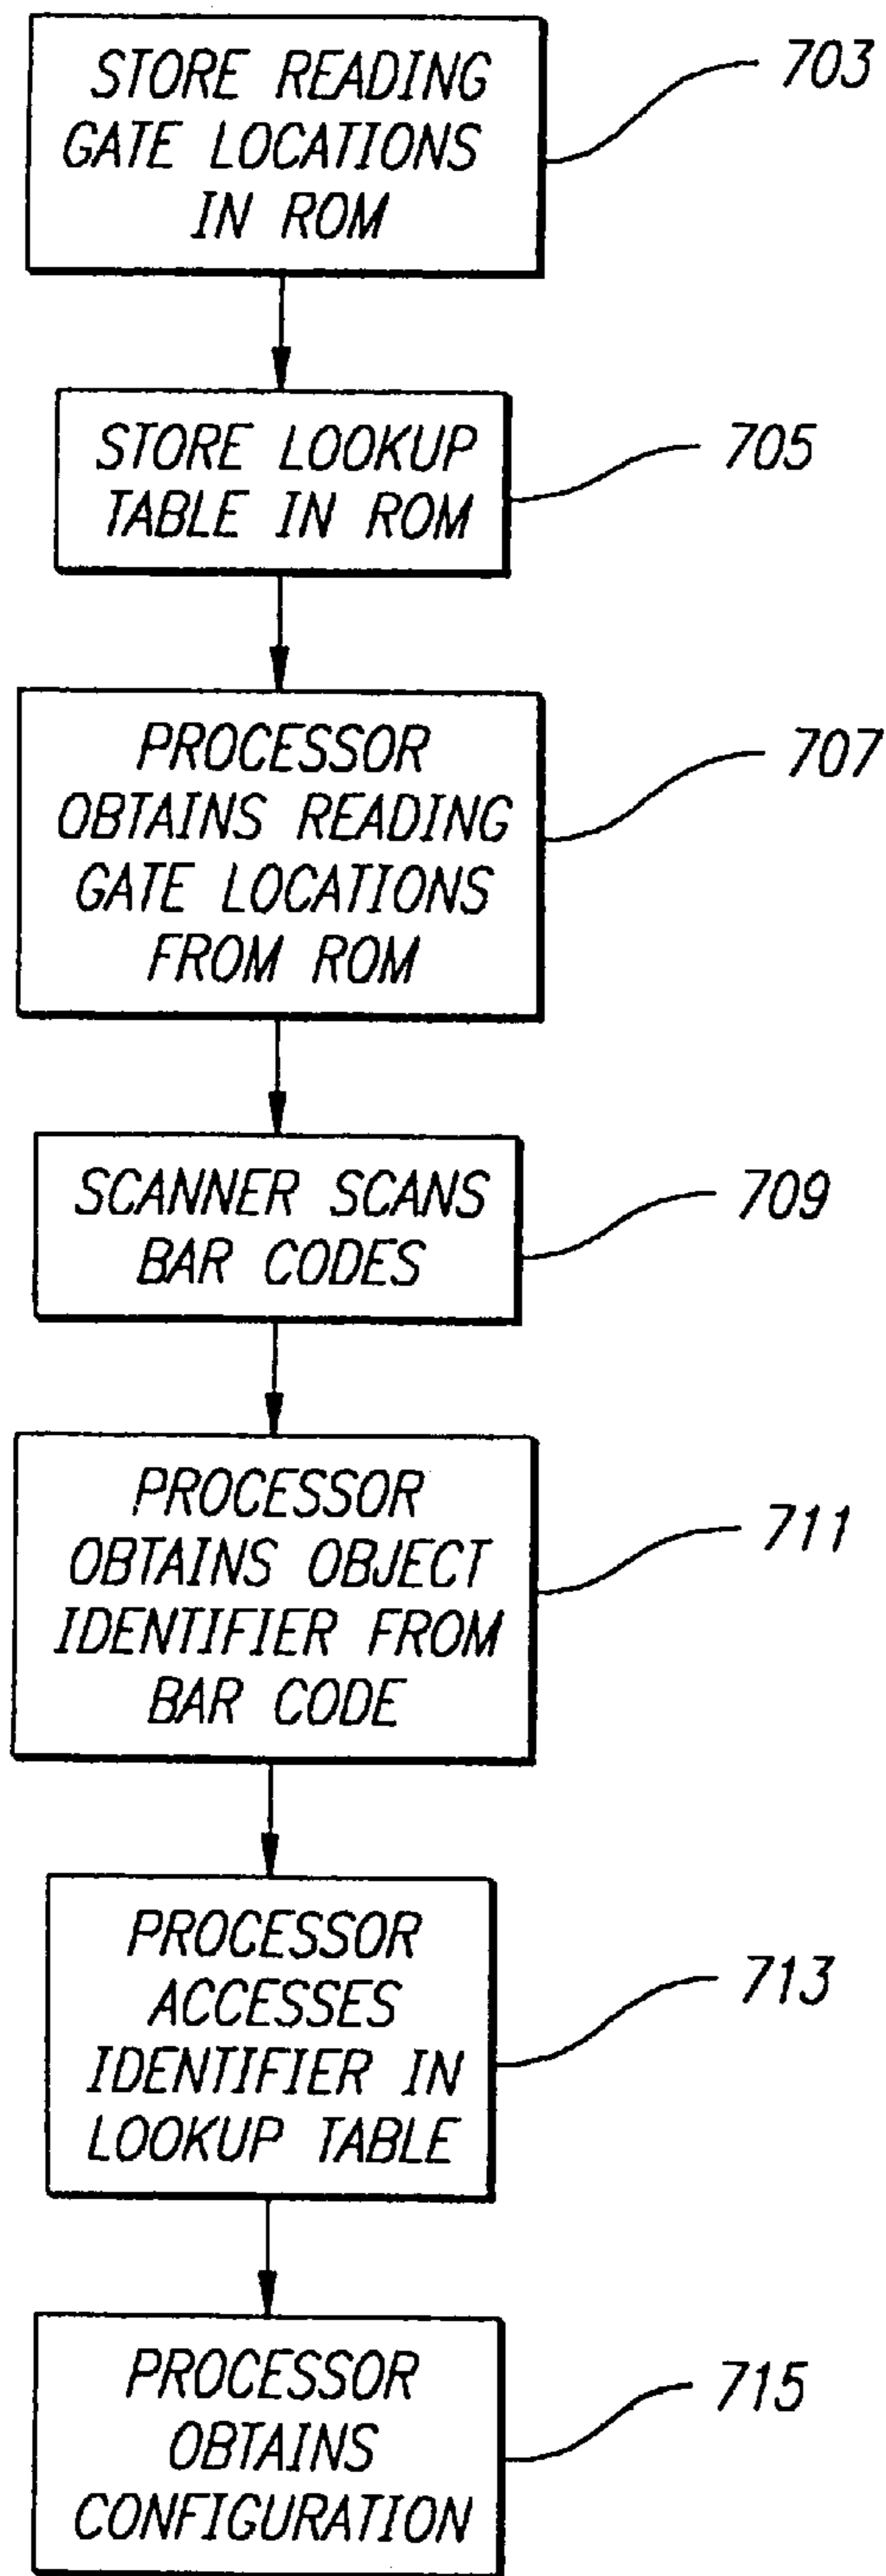 STORE READING
GATE LOCATIONS
IN ROM
703
STORE LOOKUP
TABLE IN ROM
705
PROCESSOR
OBTAINS READING
GATE LOCATIONS
FROM ROM
707
SCANNER SCANS
BAR CODES
709
PROCESSOR
OBTAINS OBJECT
IDENTIFIER FROM
BAR CODE
711
PROCESSOR
ACCESSES
IDENTIFIER IN
LOOKUP TABLE
713
PROCESSOR
OBTAINS
CONFIGURATION
715